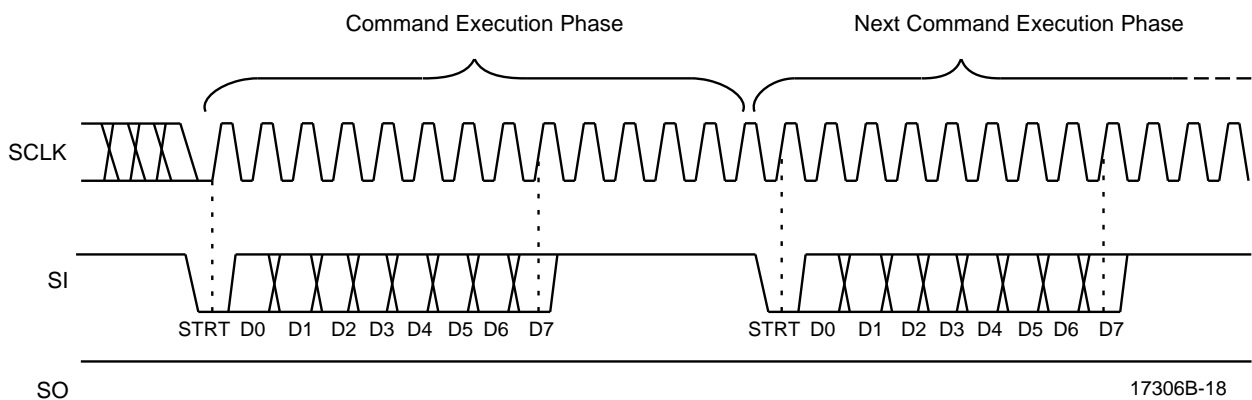 Command Execution Phase Next Command Execution Phase
SCLK
SI
STRT D0 D1 D2 D3 D4 D5 D6 D7 STRT D0 D1 D2 D3 D4 D5 D6 D7
SO
17306B-18